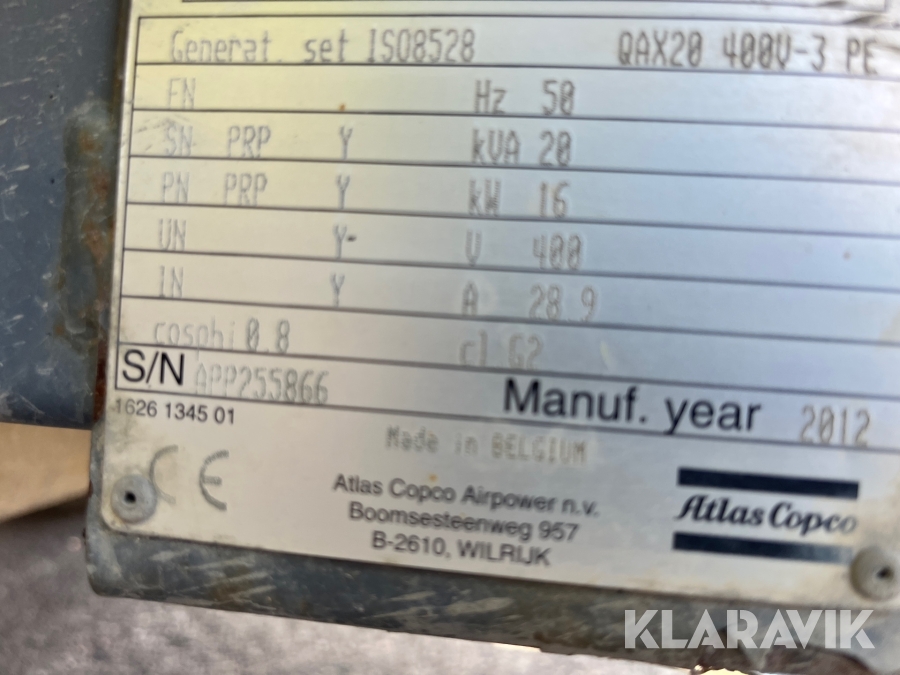 Generat. set ISO8528 QAX20 400V-3 PE
FN Hz 50
SN PRP Y kVA 20
PN PRP Y kW 16
UN Y- V 400
IN Y A 28.9
cosphi 0.8 cl G2
S/N APP255866 Manuf. year 2012
1626 1345 01
Made in BELGIUM
CE
Atlas Copco Airpower n.v.
Boomsesteenweg 957
B-2610, WILRIJK
Atlas Copco
KLARAVIK